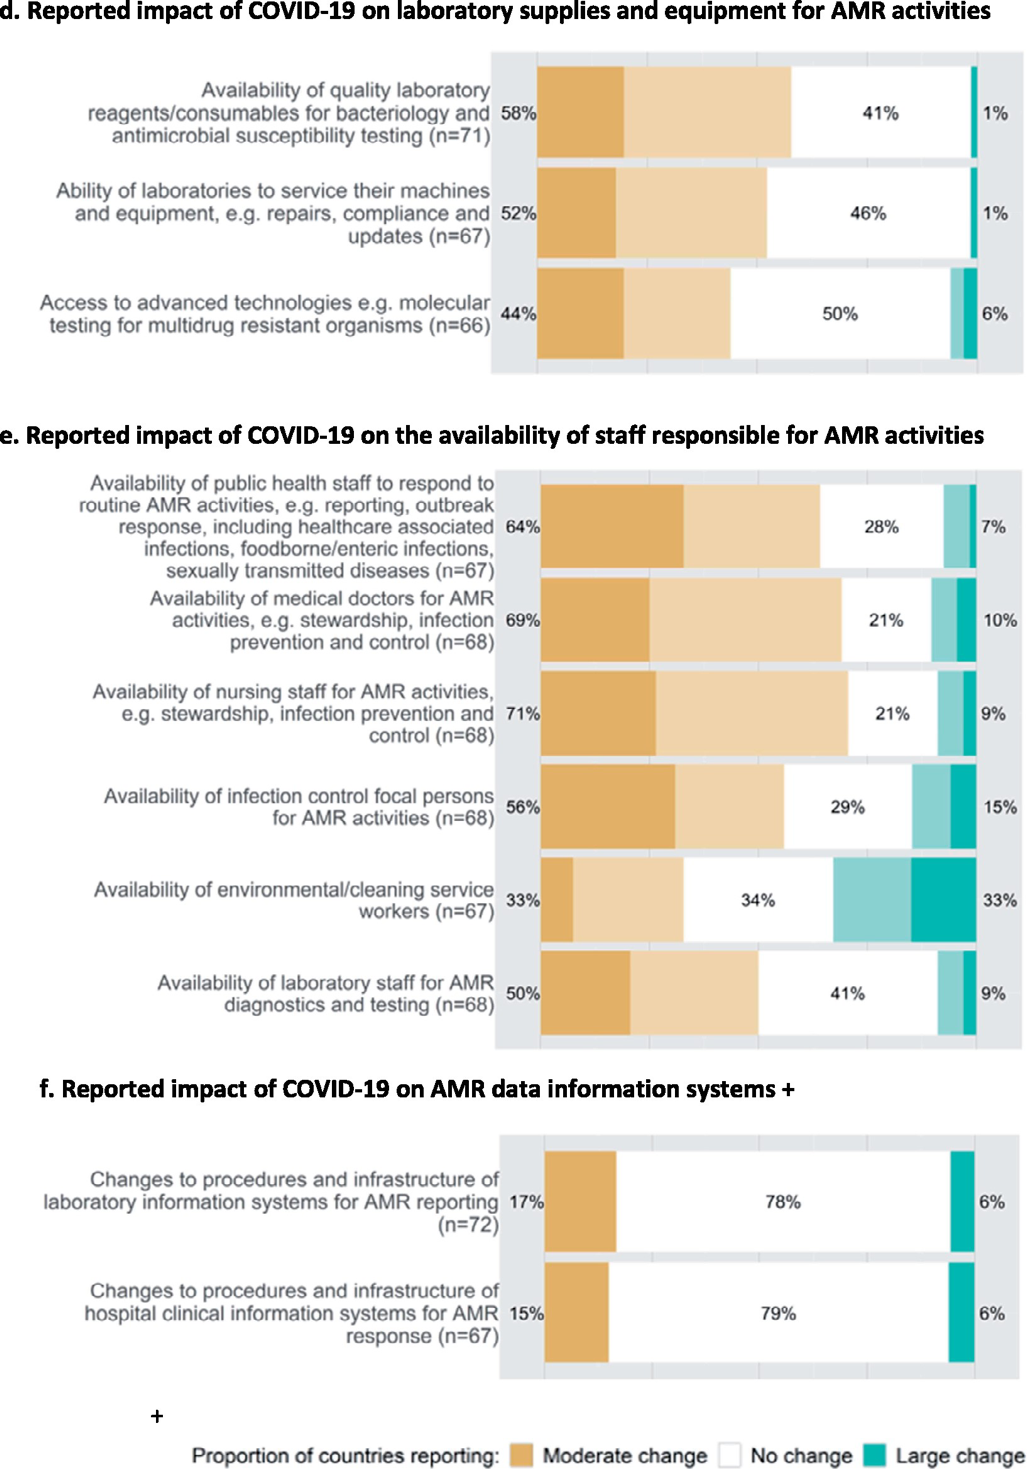 d. Reported impact of COVID-19 on laboratory supplies and equipment for AMR activities
Availability of quality laboratory
reagents/consumables for bacteriology and
antimicrobial susceptibility testing (n=71)
58%
41%
1%
Ability of laboratories to service their machines
and equipment, e.g. repairs, compliance and
updates (n=67)
52%
46%
1%
Access to advanced technologies e.g. molecular
testing for multidrug resistant organisms (n=66)
44%
50%
6%
e. Reported impact of COVID-19 on the availability of staff responsible for AMR activities
Availability of public health staff to respond to
routine AMR activities, e.g. reporting, outbreak
response, including healthcare associated
infections, foodborne/enteric infections,
sexually transmitted diseases (n=67)
64%
28%
7%
Availability of medical doctors for AMR
activities, e.g. stewardship, infection
prevention and control (n=68)
69%
21%
10%
Availability of nursing staff for AMR activities,
e.g. stewardship, infection prevention and
control (n=68)
71%
21%
9%
Availability of infection control focal persons
for AMR activities (n=68)
56%
29%
15%
Availability of environmental/cleaning service
workers (n=67)
33%
34%
33%
Availability of laboratory staff for AMR
diagnostics and testing (n=68)
50%
41%
9%
f. Reported impact of COVID-19 on AMR data information systems +
Changes to procedures and infrastructure of
laboratory information systems for AMR reporting
(n=72)
17%
78%
6%
Changes to procedures and infrastructure of
hospital clinical information systems for AMR
response (n=67)
15%
79%
6%
+
Proportion of countries reporting: Moderate change No change Large change